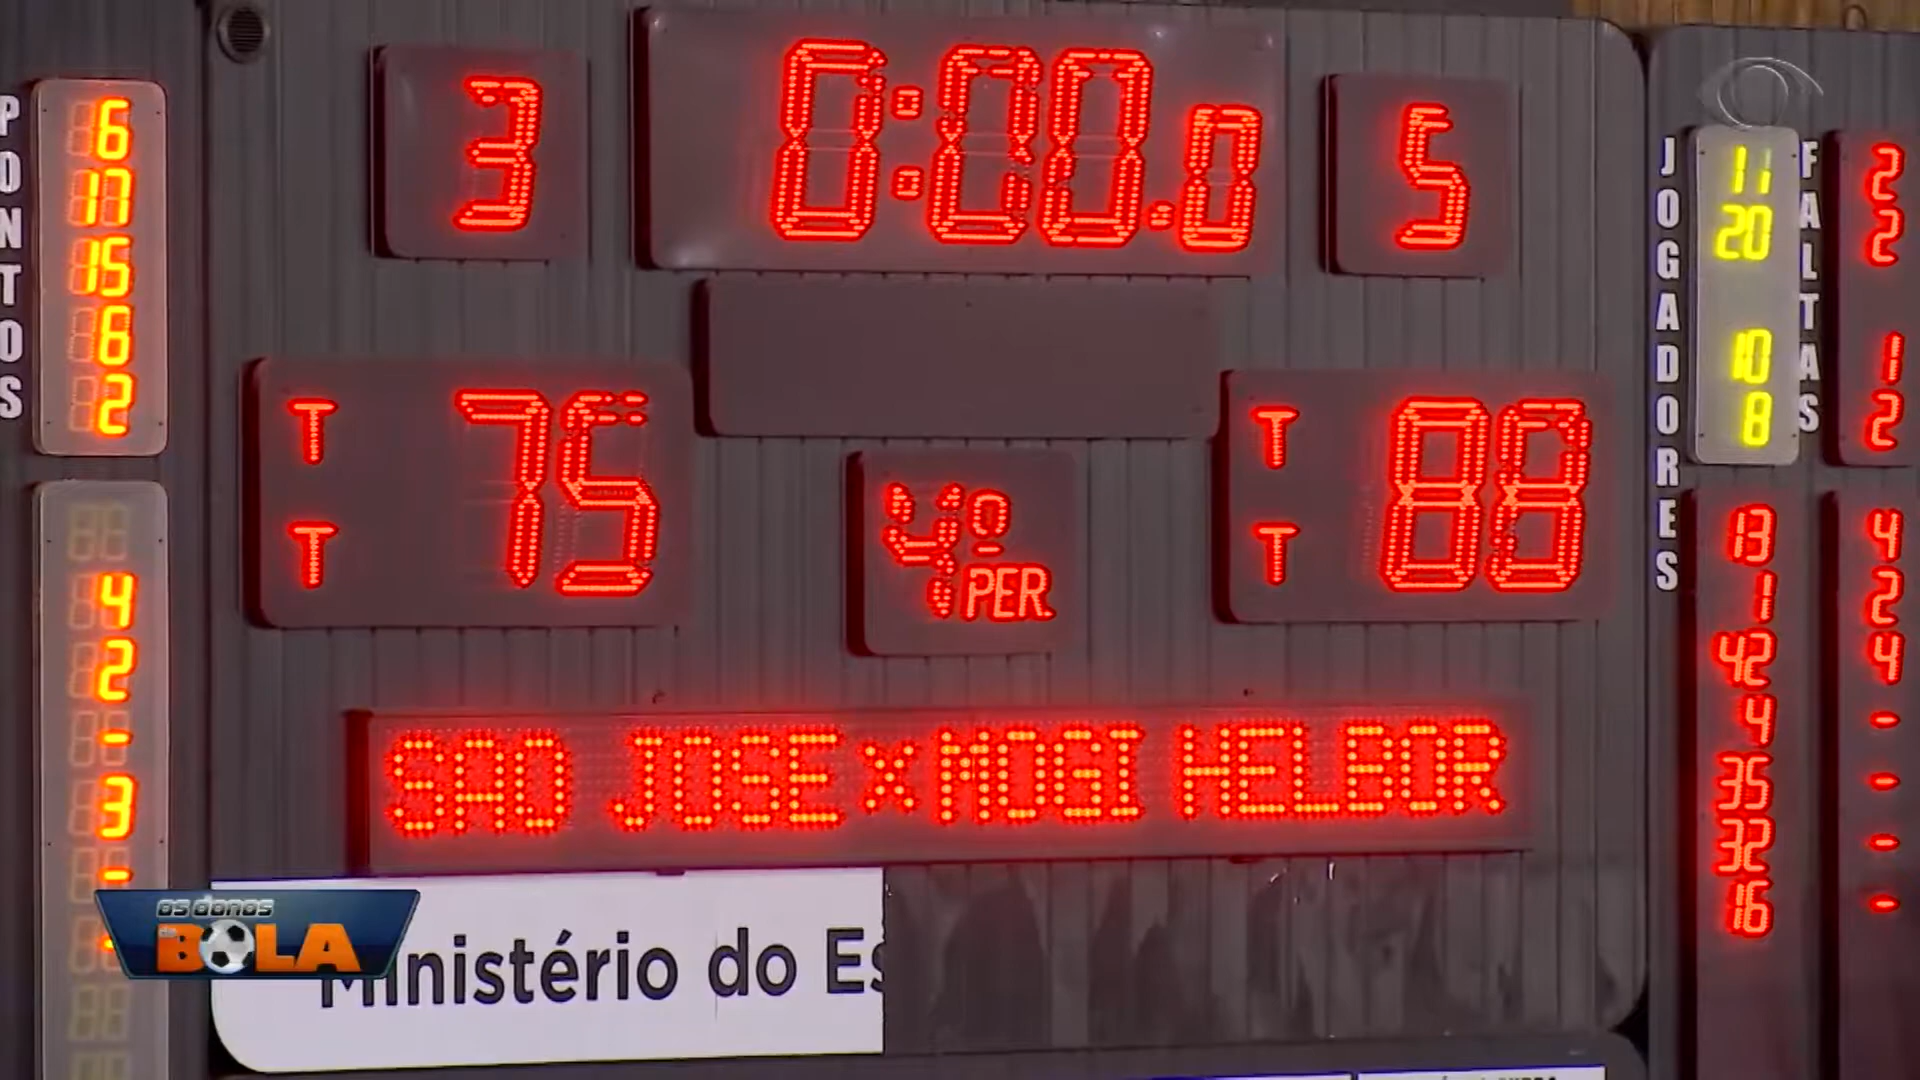 PONTOS
6
17
15
6
2
4
2
-
3
-
-
3
0:00.0
5
T
T
75
4º
PER.
T
T
88
SAO JOSE x MOGI HELBOR
Ministério do Es
OS DONOS
DA
BOLA
JOGADORES
FALTAS
11 2
20 2
10 1
8 2
13 4
1 2
42 4
4 -
35 -
32 -
16 -